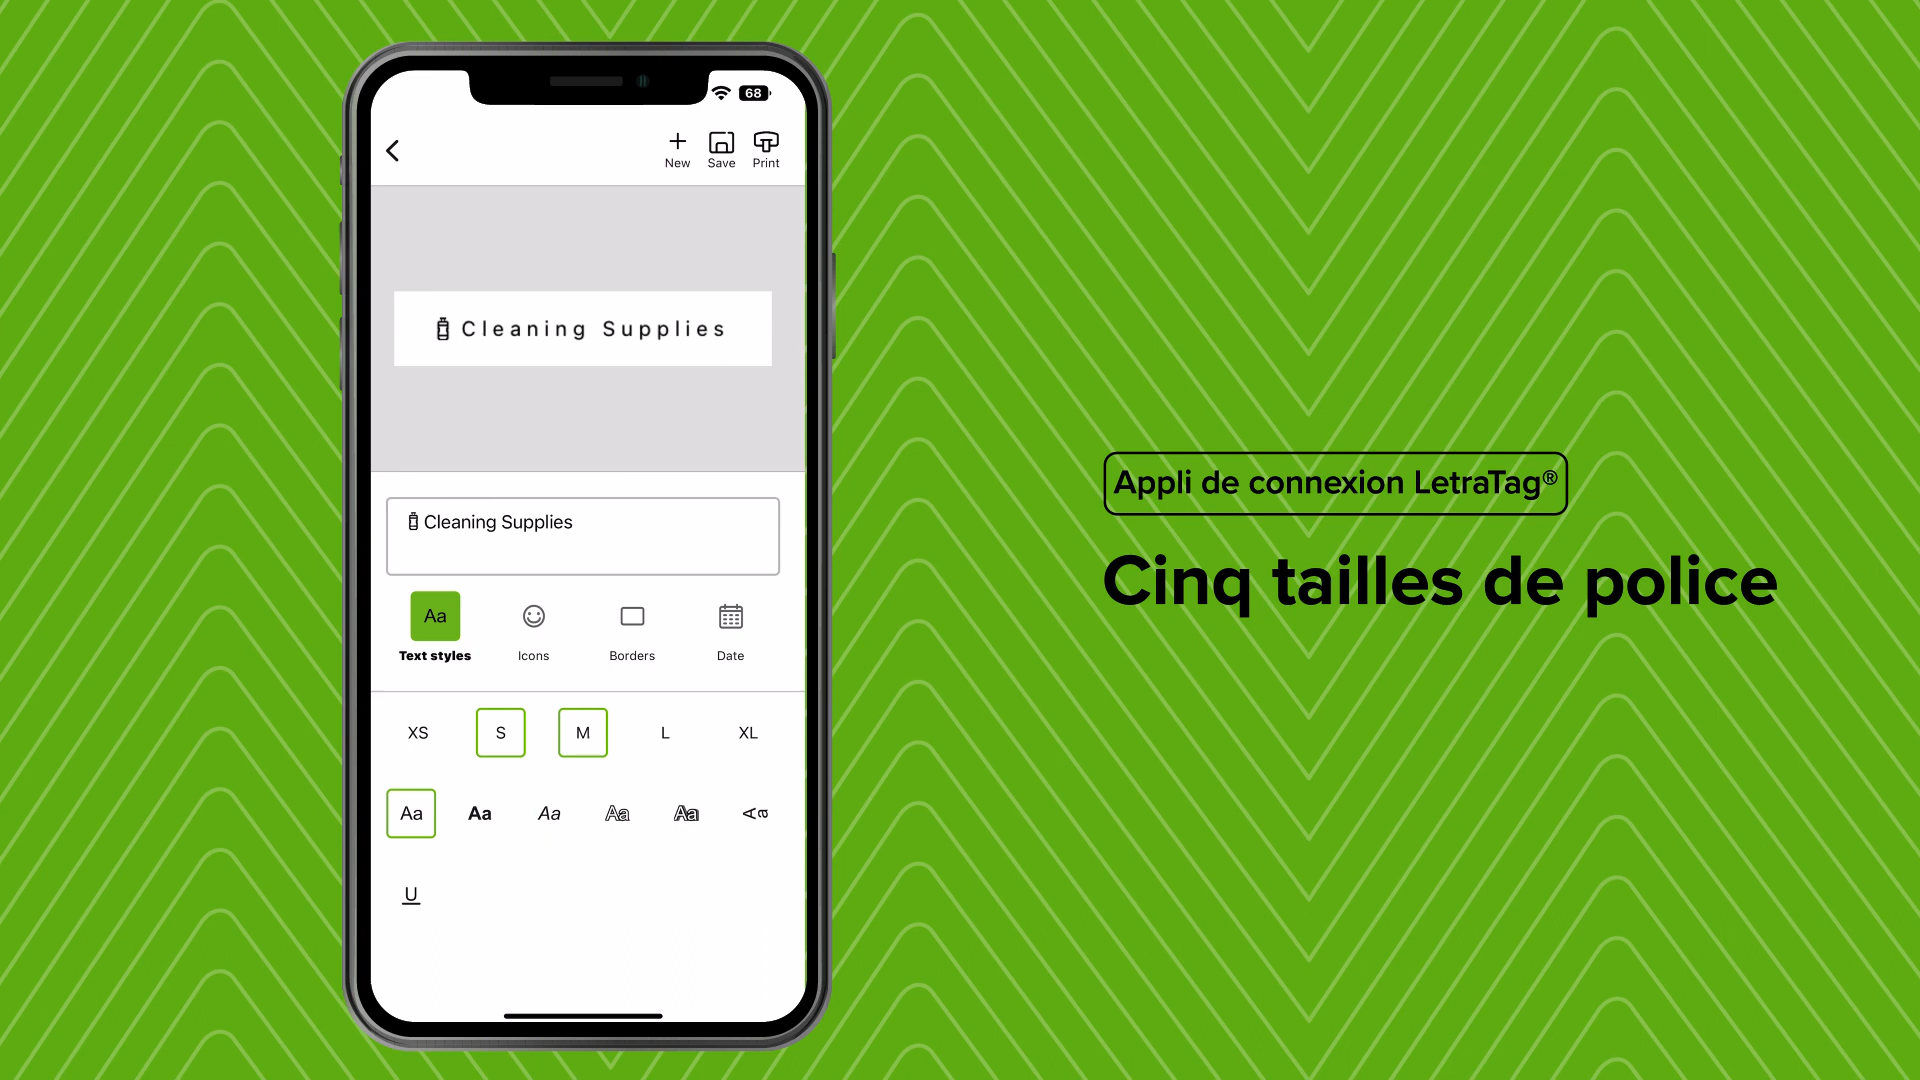 68
New Save Print
Cleaning Supplies
Cleaning Supplies
Aa
Text styles Icons Borders Date
XS S M L XL
Aa Aa Aa Aa Aa Aa
U
Appli de connexion LetraTag®
Cinq tailles de police